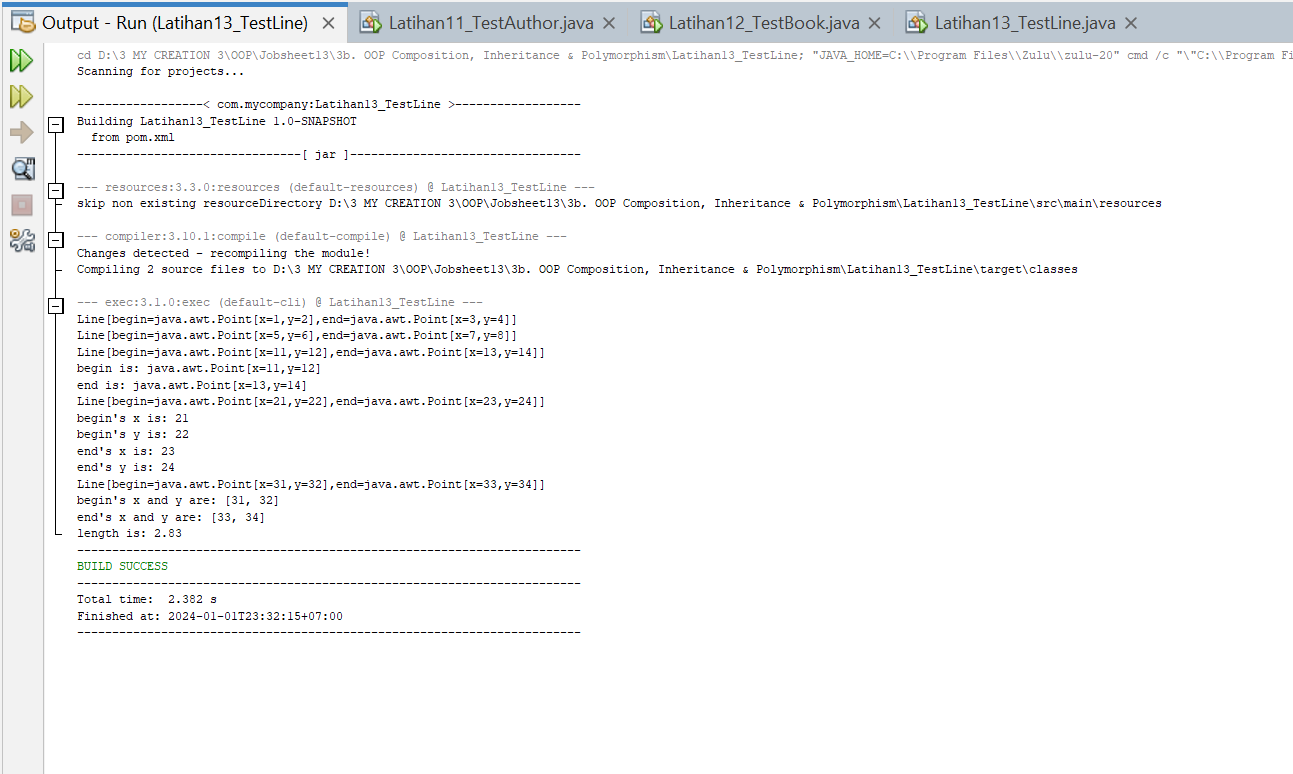 Output - Run (Latihan13_TestLine) Latihan11_TestAuthor.java Latihan12_TestBook.java Latihan13_TestLine.java
cd D:\3 MY CREATION 3\OOP\Jobsheet13\3b. OOP Composition, Inheritance & Polymorphism\Latihan13_TestLine; "JAVA_HOME=C:\\Program Files\\Zulu\\zulu-20" cmd /c "\"C:\\Program Fi
Scanning for projects...
------------------< com.mycompany:Latihan13_TestLine >------------------
Building Latihan13_TestLine 1.0-SNAPSHOT
from pom.xml
--------------------------------[ jar ]---------------------------------
--- resources:3.3.0:resources (default-resources) @ Latihan13_TestLine ---
skip non existing resourceDirectory D:\3 MY CREATION 3\OOP\Jobsheet13\3b. OOP Composition, Inheritance & Polymorphism\Latihan13_TestLine\src\main\resources
--- compiler:3.10.1:compile (default-compile) @ Latihan13_TestLine ---
Changes detected - recompiling the module!
Compiling 2 source files to D:\3 MY CREATION 3\OOP\Jobsheet13\3b. OOP Composition, Inheritance & Polymorphism\Latihan13_TestLine\target\classes
--- exec:3.1.0:exec (default-cli) @ Latihan13_TestLine ---
Line[begin=java.awt.Point[x=1,y=2],end=java.awt.Point[x=3,y=4]]
Line[begin=java.awt.Point[x=5,y=6],end=java.awt.Point[x=7,y=8]]
Line[begin=java.awt.Point[x=11,y=12],end=java.awt.Point[x=13,y=14]]
begin is: java.awt.Point[x=11,y=12]
end is: java.awt.Point[x=13,y=14]
Line[begin=java.awt.Point[x=21,y=22],end=java.awt.Point[x=23,y=24]]
begin's x is: 21
begin's y is: 22
end's x is: 23
end's y is: 24
Line[begin=java.awt.Point[x=31,y=32],end=java.awt.Point[x=33,y=34]]
begin's x and y are: [31, 32]
end's x and y are: [33, 34]
length is: 2.83
------------------------------------------------------------------------
BUILD SUCCESS
------------------------------------------------------------------------
Total time:  2.382 s
Finished at: 2024-01-01T23:32:15+07:00
------------------------------------------------------------------------